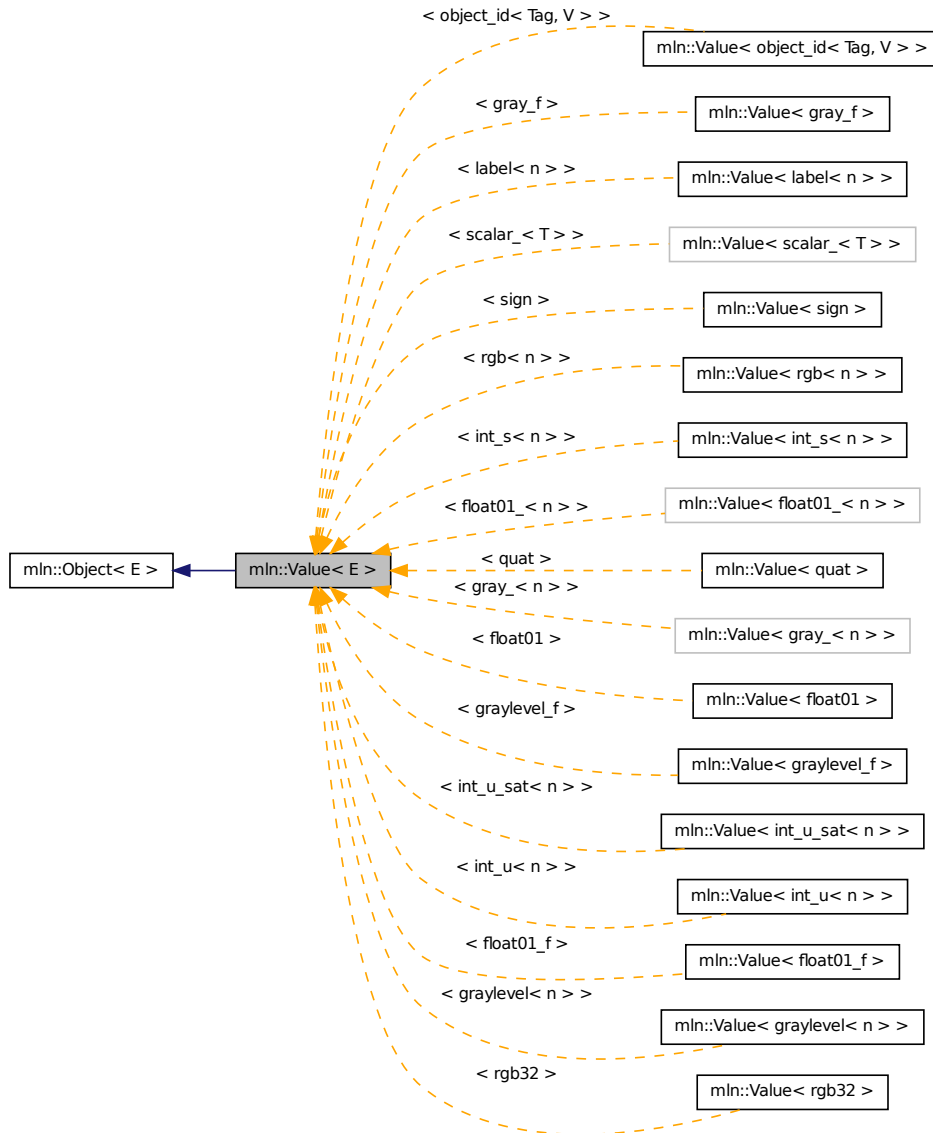 < object_id< Tag, V > >
mln::Value< object_id< Tag, V > >
< gray_f >
mln::Value< gray_f >
< label< n > >
mln::Value< label< n > >
< scalar_< T > >
mln::Value< scalar_< T > >
< sign >
mln::Value< sign >
< rgb< n > >
mln::Value< rgb< n > >
< int_s< n > >
mln::Value< int_s< n > >
< float01_< n > >
mln::Value< float01_< n > >
mln::Object< E >
mln::Value< E >
< quat >
mln::Value< quat >
< gray_< n > >
mln::Value< gray_< n > >
< float01 >
mln::Value< float01 >
< graylevel_f >
mln::Value< graylevel_f >
< int_u_sat< n > >
mln::Value< int_u_sat< n > >
< int_u< n > >
mln::Value< int_u< n > >
< float01_f >
mln::Value< float01_f >
< graylevel< n > >
mln::Value< graylevel< n > >
< rgb32 >
mln::Value< rgb32 >